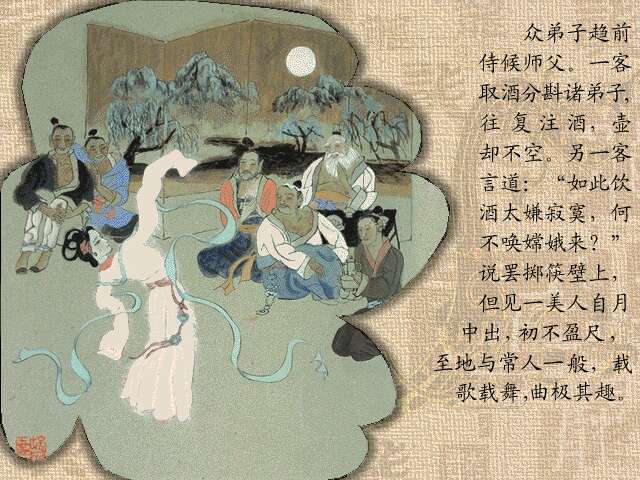 众弟子趋前
侍候师父。一客
取酒分斟诸弟子,
往复注酒，壶
却不空。另一客
言道：“如此饮
酒太嫌寂寞，何
不唤嫦娥来？”
说罢掷筷壁上，
但见一美人自月
中出，初不盈尺，
至地与常人一般，载
歌载舞,曲极其趣。